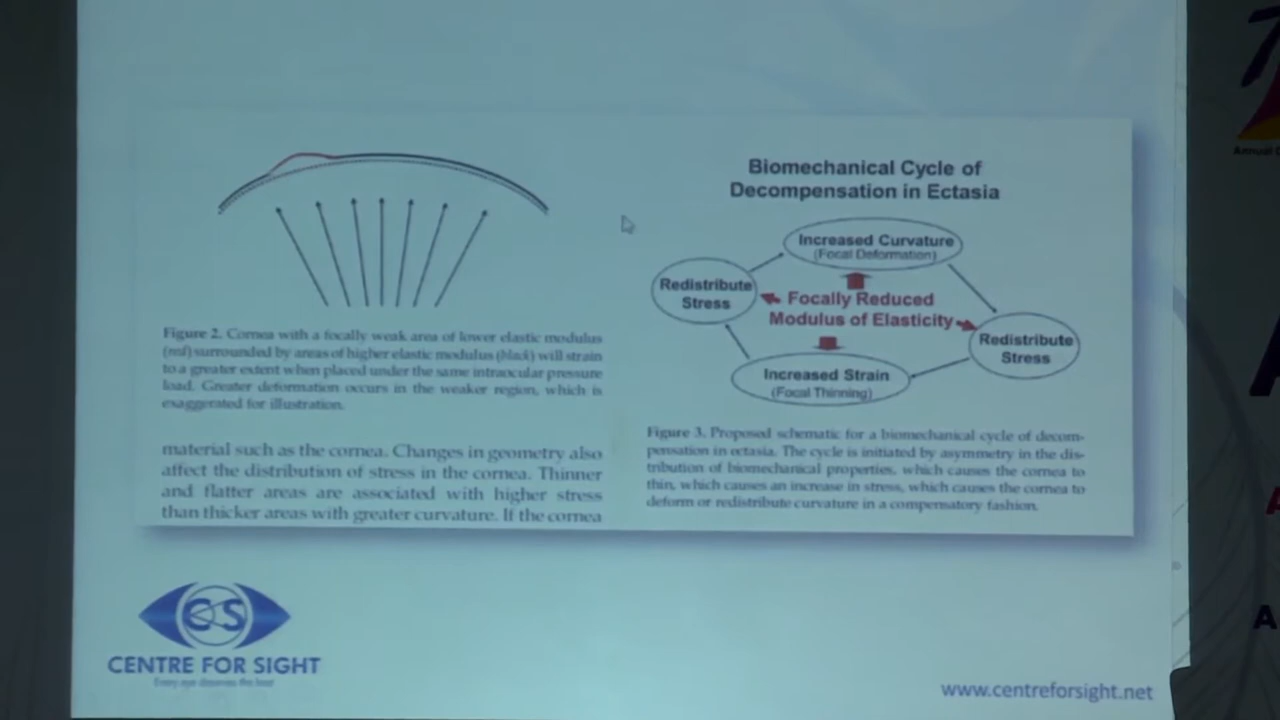 Figure 2. Cornea with a focally weak area of lower elastic modulus
(red) surrounded by areas of higher elastic modulus (black) will strain
to a greater extent when placed under the same intraocular pressure
load. Greater deformation occurs in the weaker region, which is
exaggerated for illustration.
material such as the cornea. Changes in geometry also
affect the distribution of stress in the cornea. Thinner
and flatter areas are associated with higher stress
than thicker areas with greater curvature. If the cornea
Biomechanical Cycle of
Decompensation in Ectasia
Increased Curvature
(Focal Deformation)
Redistribute
Stress
Focally Reduced
Modulus of Elasticity
Redistribute
Stress
Increased Strain
(Focal Thinning)
Figure 3. Proposed schematic for a biomechanical cycle of decom-
pensation in ectasia. The cycle is initiated by asymmetry in the dis-
tribution of biomechanical properties, which causes the cornea to
thin, which causes an increase in stress, which causes the cornea to
deform or redistribute curvature in a compensatory fashion.
CS
CENTRE FOR SIGHT
Every eye deserves the best
www.centreforsight.net
Annual
A